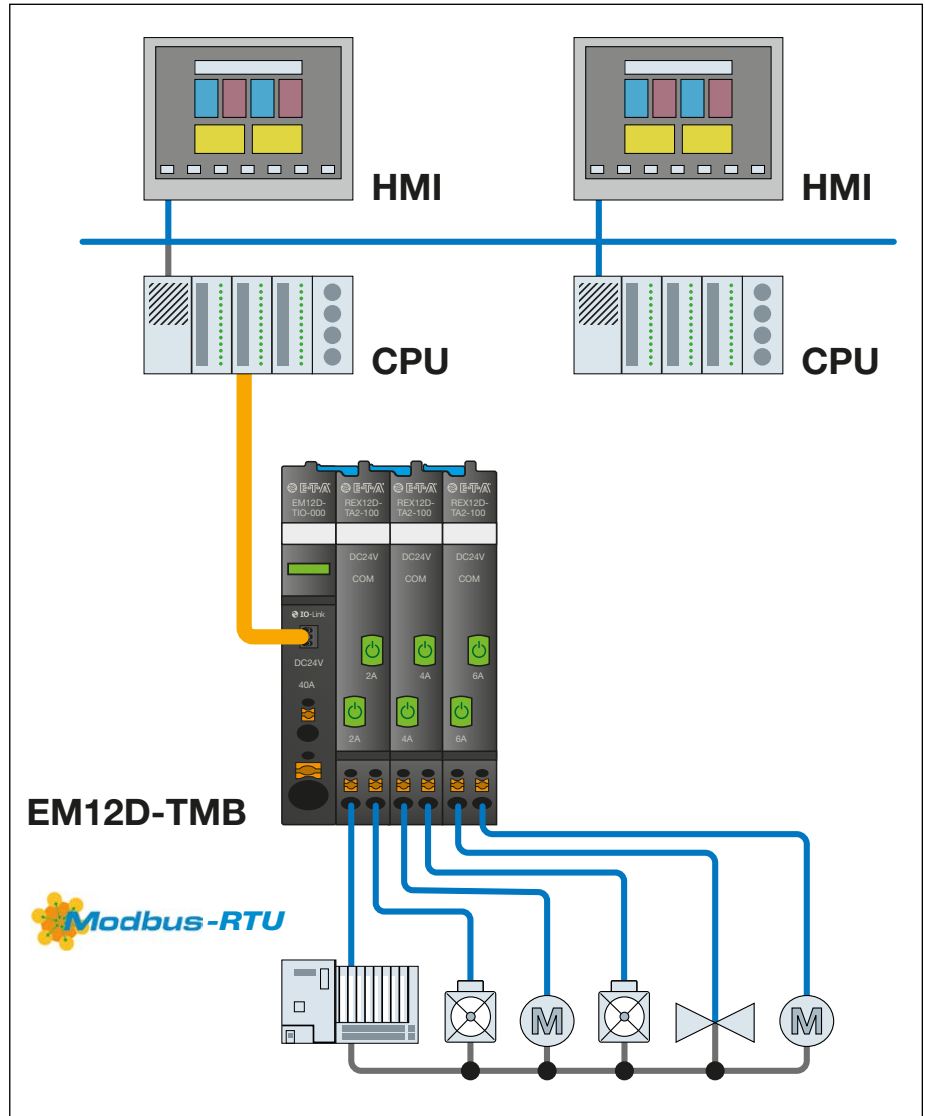 HMI
HMI
CPU
CPU
E-T-A E-T-A E-T-A E-T-A
EM12D- REX12D- REX12D- REX12D-
TIO-000 TA2-100 TA2-100 TA2-100
DC24V DC24V DC24V
COM COM COM
IO-Link
DC24V
2A 4A 6A
40A
2A 4A 6A
EM12D-TMB
Modbus-RTU
M
M